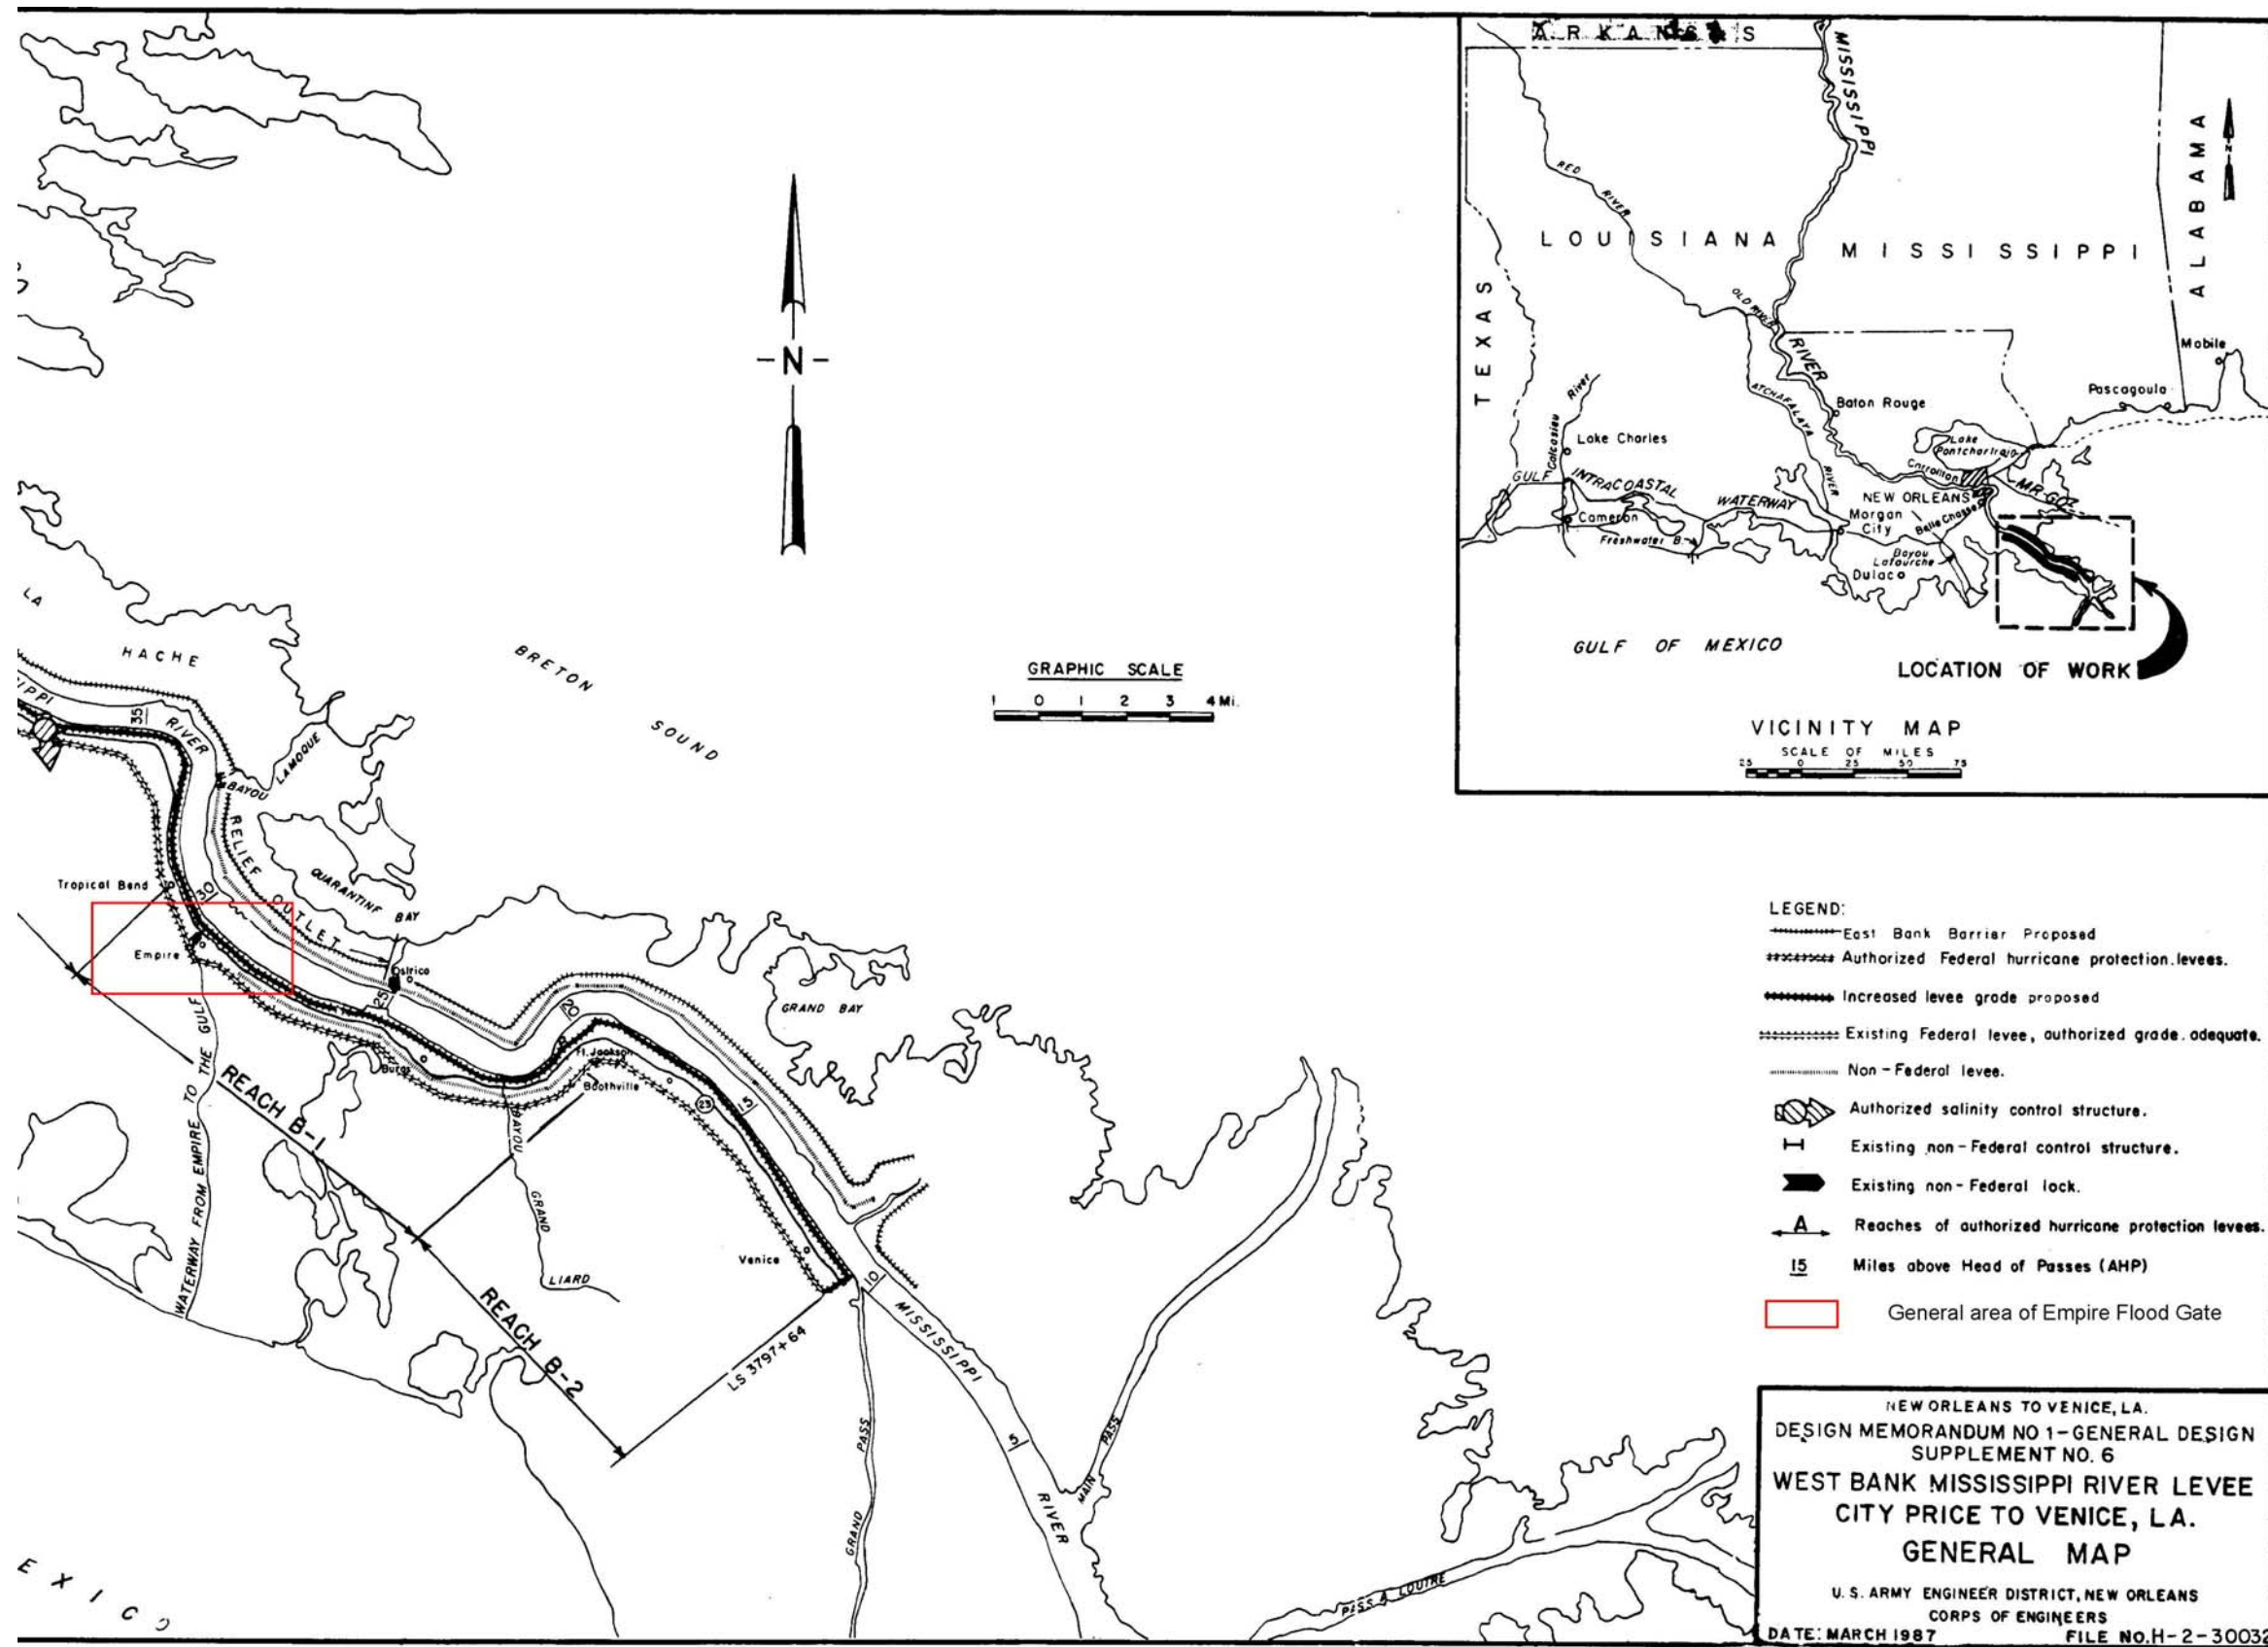 ARKANSAS
MISSISSIPPI
RED RIVER
LOUISIANA
MISSISSIPPI
ALABAMA
N
TEXAS
OLD RIVER
RIVER
Mobile
Pascagoula
ATCHAFALAYA
RIVER
Baton Rouge
Calcasieu River
Lake Charles
Lake
Pontchartrain
Carrollton
GULF INTRACOASTAL WATERWAY
NEW ORLEANS
MR-GO
Cameron
Morgan
City
Belle Chasse
Freshwater B.
Bayou
Lafourche
Dulac
GULF OF MEXICO
LOCATION OF WORK
VICINITY MAP
SCALE OF MILES
25 0 25 50 75
-N-
LA
HACHE
BRETON
SOUND
GRAPHIC SCALE
1 0 1 2 3 4 Mi.
SIPPI
35
RIVER
LAMOQUE
BAYOU
RELIEF OUTLET
QUARANTINE
BAY
Tropical Bend
30
Empire
Ostrica
25
20
GRAND BAY
Ft. Jackson
Buras
Boothville
23
15
REACH B-1
WATERWAY FROM EMPIRE TO THE GULF
BAYOU
GRAND
LIARD
Venice
10
MISSISSIPPI
REACH B-2
LS 3797+64
GRAND PASS
5
RIVER
MAIN PASS
PASS A LOUTRE
EXICO
LEGEND:
East Bank Barrier Proposed
Authorized Federal hurricane protection levees.
Increased levee grade proposed
Existing Federal levee, authorized grade adequate.
Non-Federal levee.
Authorized salinity control structure.
Existing non-Federal control structure.
Existing non-Federal lock.
A Reaches of authorized hurricane protection levees.
15 Miles above Head of Passes (AHP)
General area of Empire Flood Gate
NEW ORLEANS TO VENICE, LA.
DESIGN MEMORANDUM NO 1-GENERAL DESIGN
SUPPLEMENT NO. 6
WEST BANK MISSISSIPPI RIVER LEVEE
CITY PRICE TO VENICE, LA.
GENERAL MAP
U. S. ARMY ENGINEER DISTRICT, NEW ORLEANS
CORPS OF ENGINEERS
DATE: MARCH 1987 FILE NO. H-2-30032